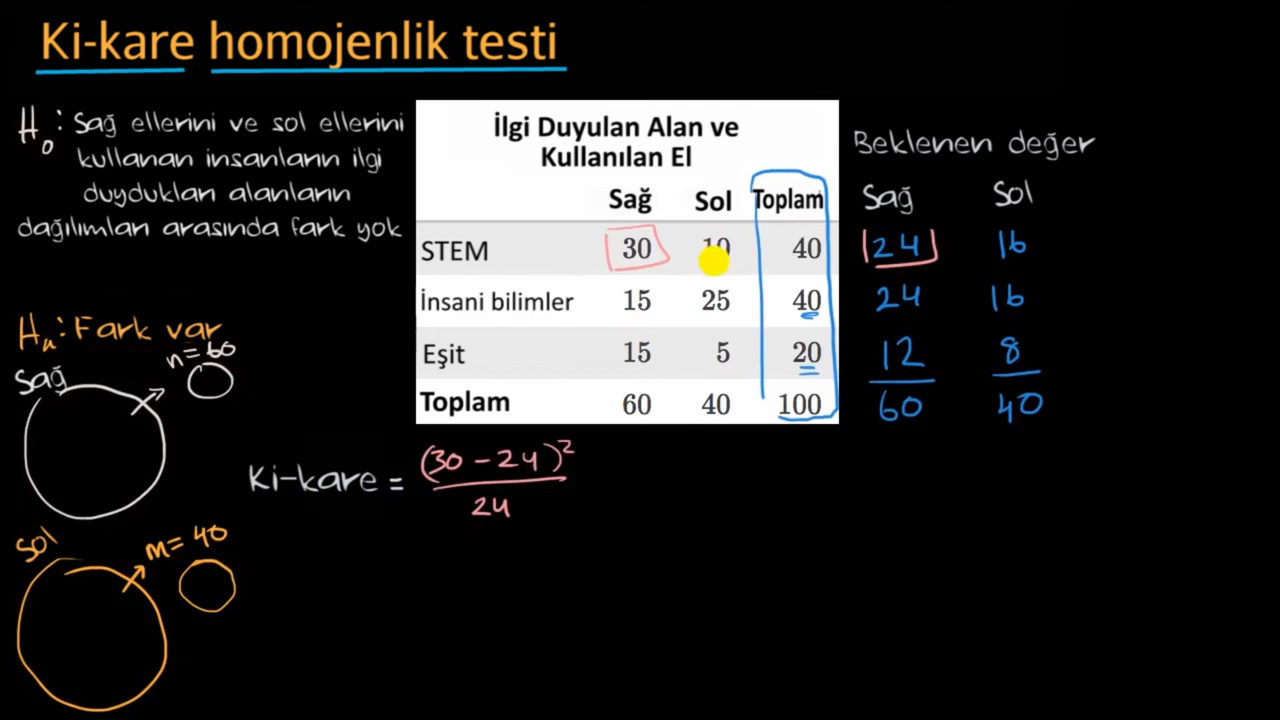 Ki-kare homojenlik testi
H₀: Sağ ellerini ve sol ellerini
kullanan insanların ilgi
duydukları alanların
dağılımları arasında fark yok
Hₐ: Fark var
Sağ
n=60
Sol
m=40
İlgi Duyulan Alan ve
Kullanılan El
Sağ Sol Toplam
STEM 30 10 40
İnsani bilimler 15 25 40
Eşit 15 5 20
Toplam 60 40 100
Beklenen değer
Sağ Sol
24 16
24 16
12 8
60 40
Ki-kare = (30-24)²
24